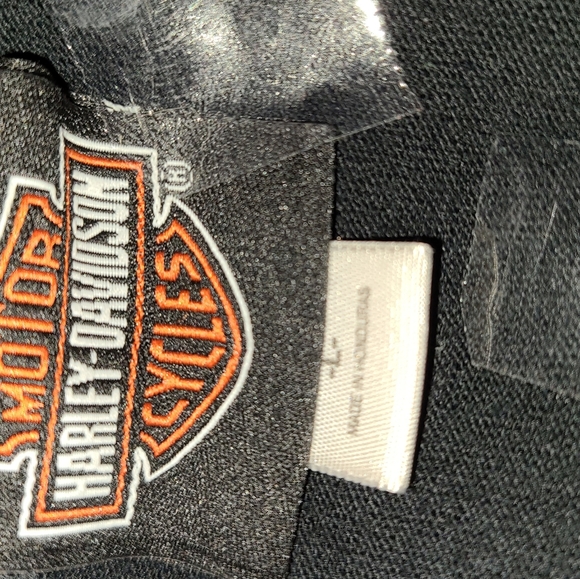 MOTOR
HARLEY-DAVIDSON
CYCLES
®
-L-
MADE IN HONDURAS